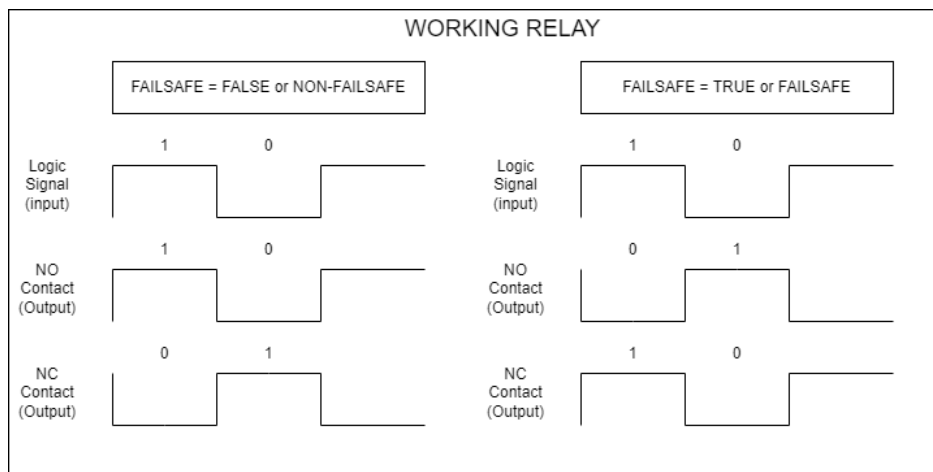 WORKING RELAY
FAILSAFE = FALSE or NON-FAILSAFE
1 0
Logic
Signal
(input)
1 0
NO
Contact
(Output)
0 1
NC
Contact
(Output)
FAILSAFE = TRUE or FAILSAFE
1 0
Logic
Signal
(input)
0 1
NO
Contact
(Output)
1 0
NC
Contact
(Output)